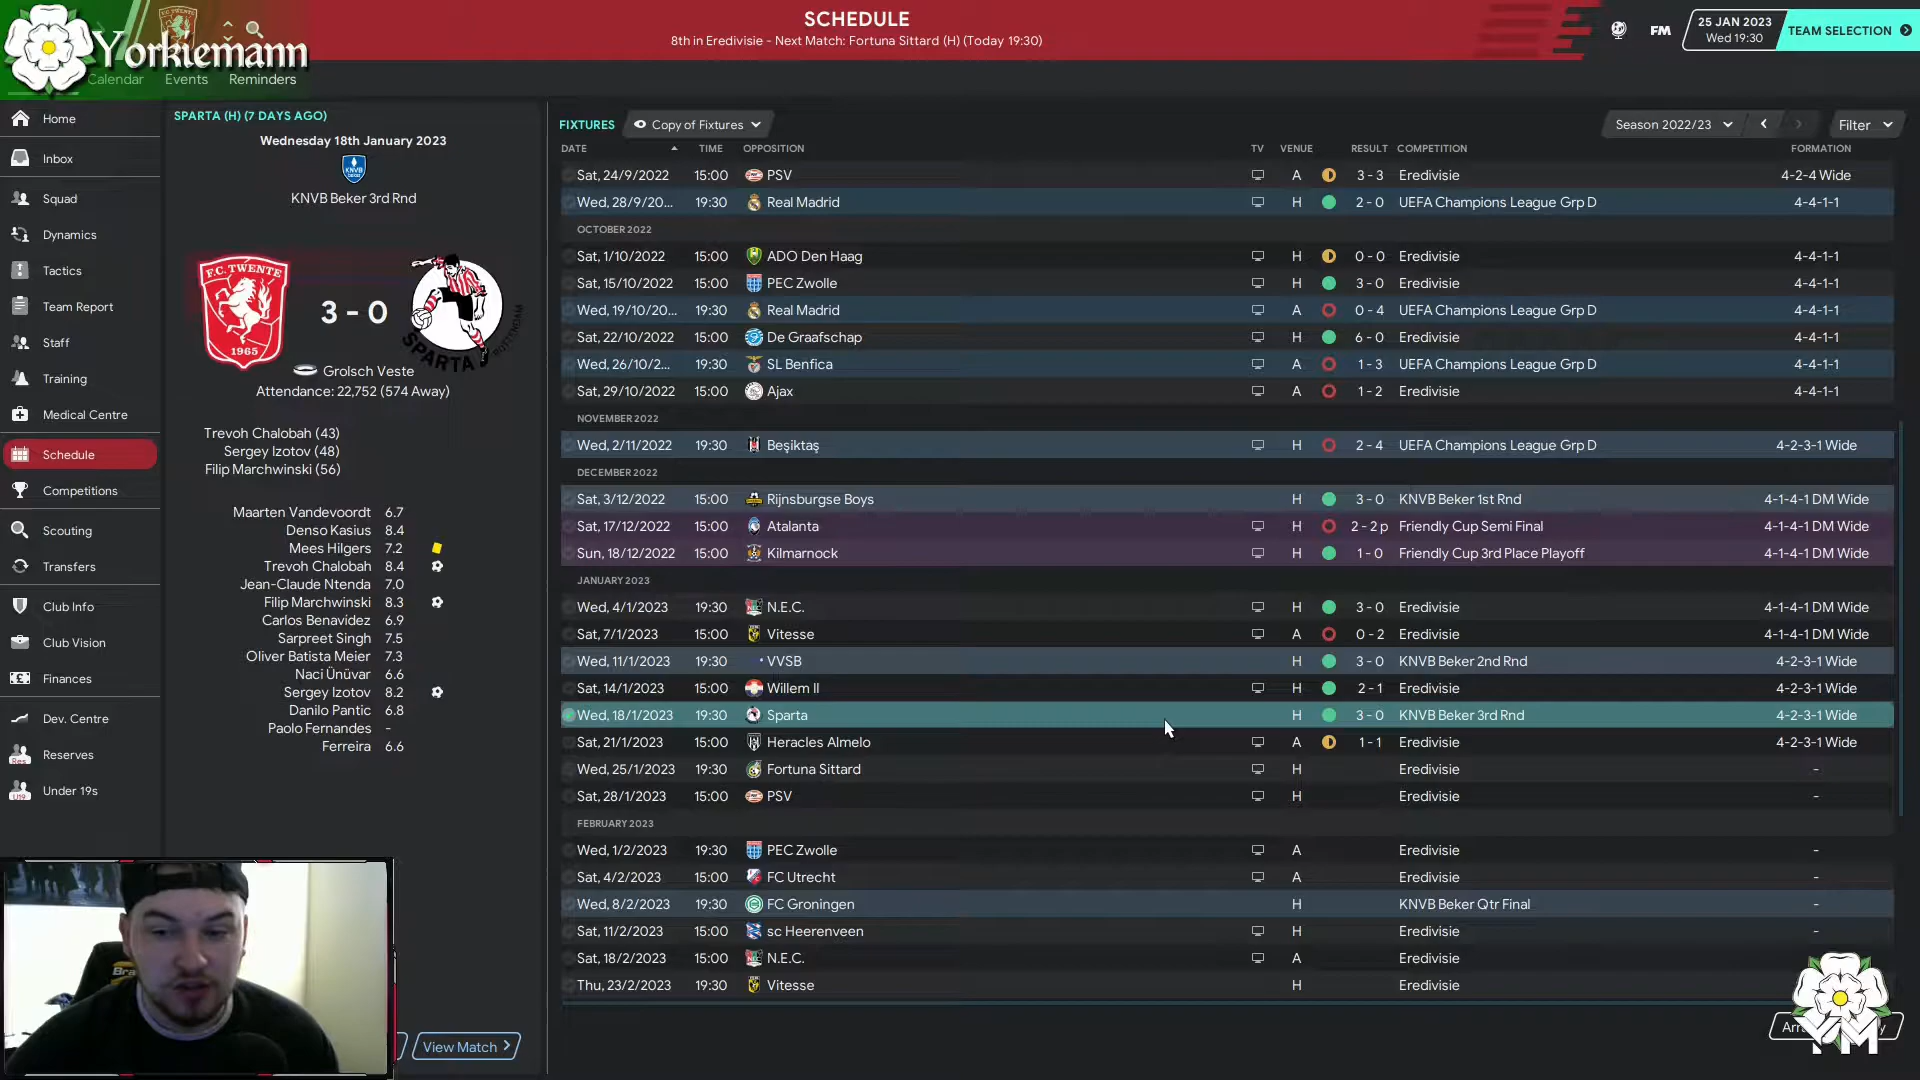 Yorkiemann
SCHEDULE
8th in Eredivisie - Next Match: Fortuna Sittard (H) (Today 19:30)
FM
25 JAN 2023
Wed 19:30
TEAM SELECTION
Calendar Events Reminders
Home
Inbox
Squad
Dynamics
Tactics
Team Report
Staff
Training
Medical Centre
Schedule
Competitions
Scouting
Transfers
Club Info
Club Vision
Finances
Dev. Centre
Reserves
Under 19s
SPARTA (H) (7 DAYS AGO)
Wednesday 18th January 2023
KNVB
KNVB Beker 3rd Rnd
F.C. TWENTE
1965
3 - 0
SPARTA
ROTTERDAM
Grolsch Veste
Attendance: 22,752 (574 Away)
Trevoh Chalobah (43)
Sergey Izotov (48)
Filip Marchwinski (56)
Maarten Vandevoordt 6.7
Denso Kasius 8.4
Mees Hilgers 7.2
Trevoh Chalobah 8.4
Jean-Claude Ntenda 7.0
Filip Marchwinski 8.3
Carlos Benavidez 6.9
Sarpreet Singh 7.5
Oliver Batista Meier 7.3
Naci Ünüvar 6.6
Sergey Izotov 8.2
Danilo Pantic 6.8
Paolo Fernandes -
Ferreira 6.6
View Match
FIXTURES Copy of Fixtures Season 2022/23 Filter
DATE TIME OPPOSITION TV VENUE RESULT COMPETITION FORMATION
Sat, 24/9/2022 15:00 PSV A 3 - 3 Eredivisie 4-2-4 Wide
Wed, 28/9/20... 19:30 Real Madrid H 2 - 0 UEFA Champions League Grp D 4-4-1-1
OCTOBER 2022
Sat, 1/10/2022 15:00 ADO Den Haag H 0 - 0 Eredivisie 4-4-1-1
Sat, 15/10/2022 15:00 PEC Zwolle H 3 - 0 Eredivisie 4-4-1-1
Wed, 19/10/20... 19:30 Real Madrid A 0 - 4 UEFA Champions League Grp D 4-4-1-1
Sat, 22/10/2022 15:00 De Graafschap H 6 - 0 Eredivisie 4-4-1-1
Wed, 26/10/2... 19:30 SL Benfica A 1 - 3 UEFA Champions League Grp D 4-4-1-1
Sat, 29/10/2022 15:00 Ajax A 1 - 2 Eredivisie 4-4-1-1
NOVEMBER 2022
Wed, 2/11/2022 19:30 Beşiktaş H 2 - 4 UEFA Champions League Grp D 4-2-3-1 Wide
DECEMBER 2022
Sat, 3/12/2022 15:00 Rijnsburgse Boys H 3 - 0 KNVB Beker 1st Rnd 4-1-4-1 DM Wide
Sat, 17/12/2022 15:00 Atalanta H 2 - 2 p Friendly Cup Semi Final 4-1-4-1 DM Wide
Sun, 18/12/2022 15:00 Kilmarnock H 1 - 0 Friendly Cup 3rd Place Playoff 4-1-4-1 DM Wide
JANUARY 2023
Wed, 4/1/2023 19:30 N.E.C. H 3 - 0 Eredivisie 4-1-4-1 DM Wide
Sat, 7/1/2023 15:00 Vitesse A 0 - 2 Eredivisie 4-1-4-1 DM Wide
Wed, 11/1/2023 19:30 VVSB H 3 - 0 KNVB Beker 2nd Rnd 4-2-3-1 Wide
Sat, 14/1/2023 15:00 Willem II H 2 - 1 Eredivisie 4-2-3-1 Wide
Wed, 18/1/2023 19:30 Sparta H 3 - 0 KNVB Beker 3rd Rnd 4-2-3-1 Wide
Sat, 21/1/2023 15:00 Heracles Almelo A 1 - 1 Eredivisie 4-2-3-1 Wide
Wed, 25/1/2023 19:30 Fortuna Sittard H Eredivisie -
Sat, 28/1/2023 15:00 PSV H Eredivisie -
FEBRUARY 2023
Wed, 1/2/2023 19:30 PEC Zwolle A Eredivisie -
Sat, 4/2/2023 15:00 FC Utrecht A Eredivisie -
Wed, 8/2/2023 19:30 FC Groningen H KNVB Beker Qtr Final -
Sat, 11/2/2023 15:00 sc Heerenveen H Eredivisie -
Sat, 18/2/2023 15:00 N.E.C. A Eredivisie -
Thu, 23/2/2023 19:30 Vitesse H Eredivisie -
YM